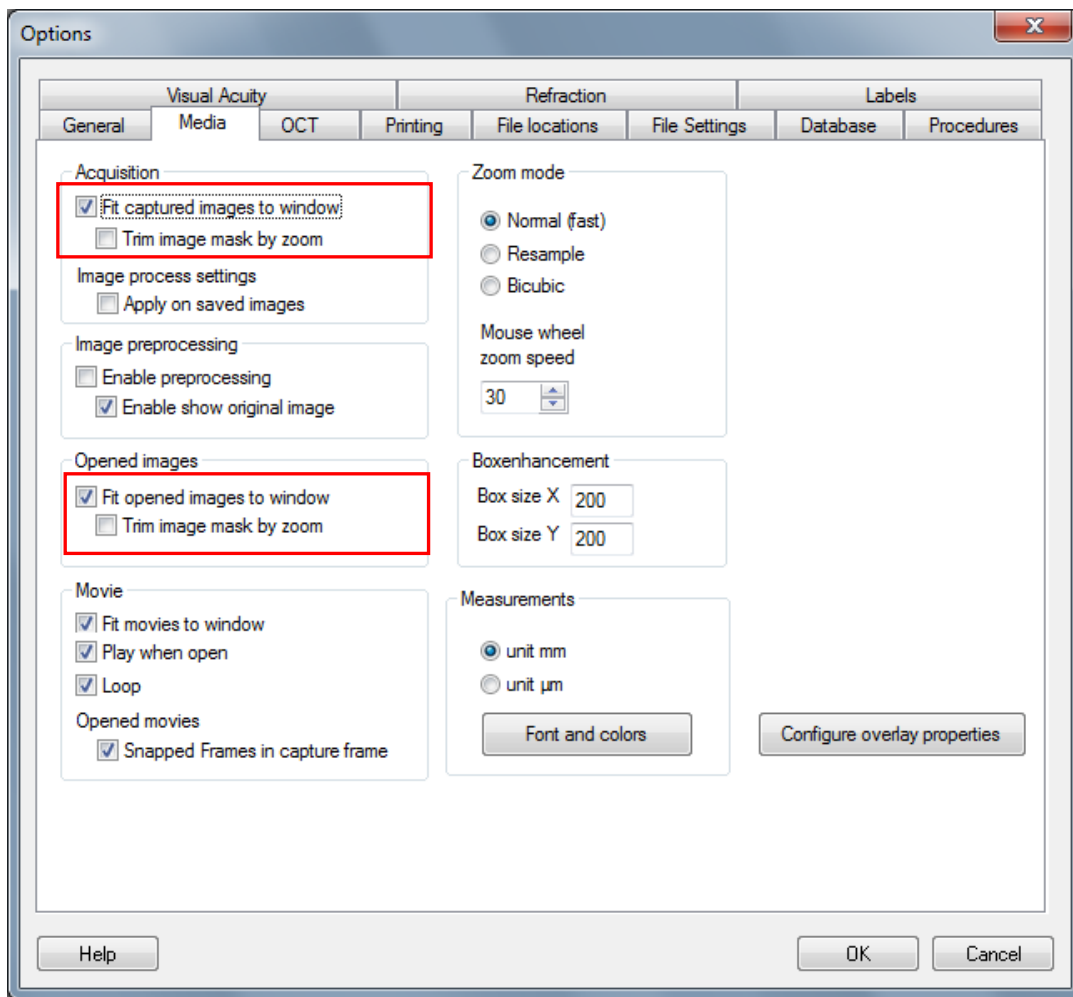 Options
Visual Acuity
Refraction
Labels
General
Media
OCT
Printing
File locations
File Settings
Database
Procedures
Acquisition
Fit captured images to window
Trim image mask by zoom
Image process settings
Apply on saved images
Image preprocessing
Enable preprocessing
Enable show original image
Opened images
Fit opened images to window
Trim image mask by zoom
Movie
Fit movies to window
Play when open
Loop
Opened movies
Snapped Frames in capture frame
Zoom mode
Normal (fast)
Resample
Bicubic
Mouse wheel
zoom speed
30
Boxenhancement
Box size X 200
Box size Y 200
Measurements
unit mm
unit µm
Font and colors
Configure overlay properties
Help
OK
Cancel